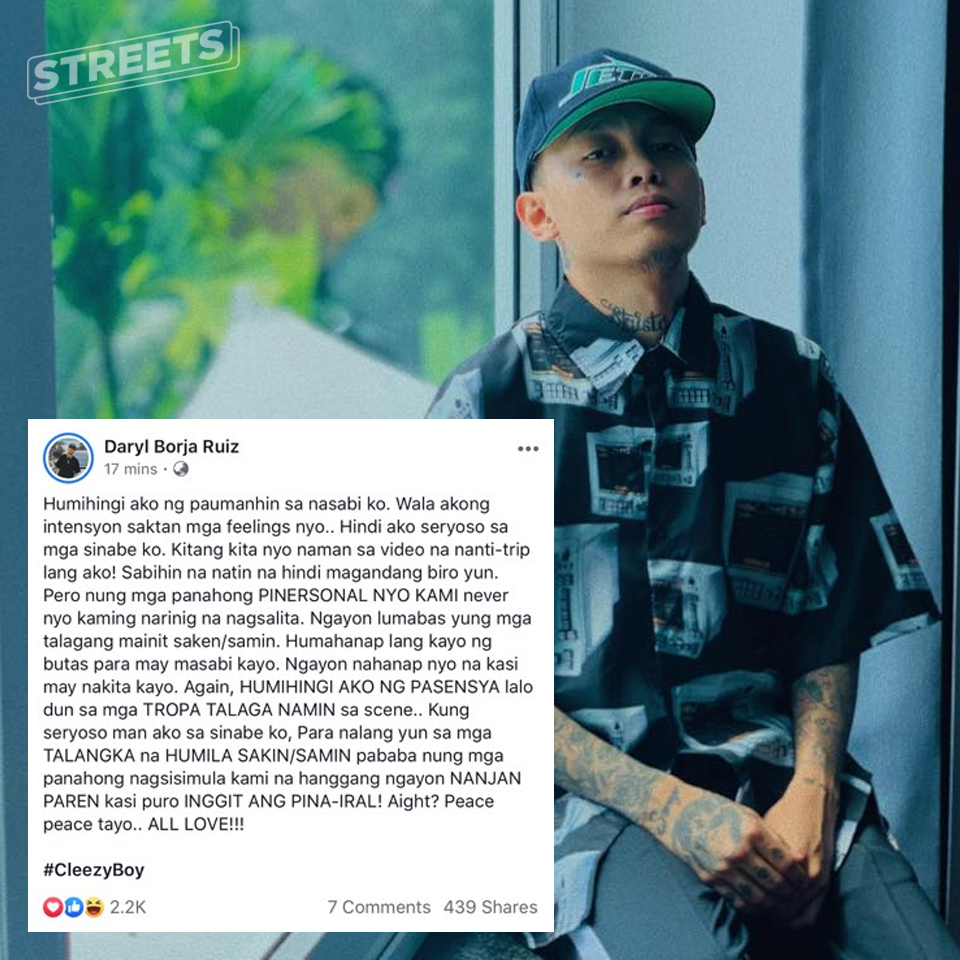 STREETS
JETS
Daryl Borja Ruiz
17 mins ·
Humihingi ako ng paumanhin sa nasabi ko. Wala akong
intensyon saktan mga feelings nyo.. Hindi ako seryoso sa
mga sinabe ko. Kitang kita nyo naman sa video na nanti-trip
lang ako! Sabihin na natin na hindi magandang biro yun.
Pero nung mga panahong PINERSONAL NYO KAMI never
nyo kaming narinig na nagsalita. Ngayon lumabas yung mga
talagang mainit saken/samin. Humahanap lang kayo ng
butas para may masabi kayo. Ngayon nahanap nyo na kasi
may nakita kayo. Again, HUMIHINGI AKO NG PASENSYA lalo
dun sa mga TROPA TALAGA NAMIN sa scene.. Kung
seryoso man ako sa sinabe ko, Para nalang yun sa mga
TALANGKA na HUMILA SAKIN/SAMIN pababa nung mga
panahong nagsisimula kami na hanggang ngayon NANJAN
PAREN kasi puro INGGIT ANG PINA-IRAL! Aight? Peace
peace tayo.. ALL LOVE!!!
#CleezyBoy
2.2K 7 Comments 439 Shares